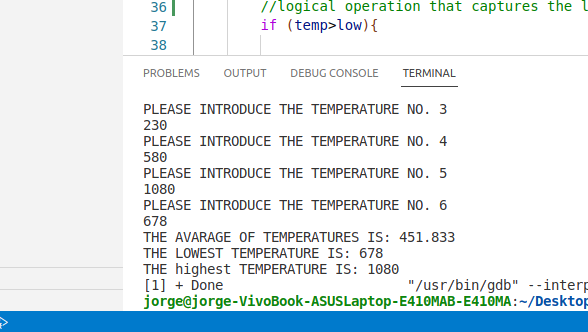 36 //logical operation that captures the l
37 if (temp>low){
38
PROBLEMS OUTPUT DEBUG CONSOLE TERMINAL
PLEASE INTRODUCE THE TEMPERATURE NO. 3
230
PLEASE INTRODUCE THE TEMPERATURE NO. 4
580
PLEASE INTRODUCE THE TEMPERATURE NO. 5
1080
PLEASE INTRODUCE THE TEMPERATURE NO. 6
678
THE AVARAGE OF TEMPERATURES IS: 451.833
THE LOWEST TEMPERATURE IS: 678
THE highest TEMPERATURE IS: 1080
[1] + Done "/usr/bin/gdb" --interp
jorge@jorge-VivoBook-ASUSLaptop-E410MAB-E410MA:~/Desktop